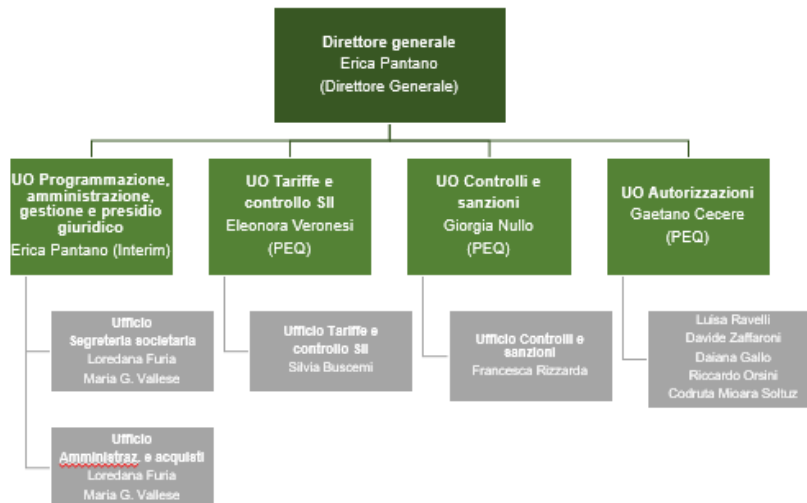 Direttore generale
Erica Pantano
(Direttore Generale)
UO Programmazione,
amministrazione,
gestione e presidio
giuridico
Erica Pantano (Interim)
UO Tariffe e
controllo SII
Eleonora Veronesi
(PEQ)
UO Controlli e
sanzioni
Giorgia Nullo
(PEQ)
UO Autorizzazioni
Gaetano Cecere
(PEQ)
Ufficio
Segreteria societaria
Loredana Furia
Maria G. Vallese
Ufficio Tariffe e
controllo SII
Silvia Buscemi
Ufficio Controlli e
sanzioni
Francesca Rizzarda
Luisa Ravelli
Davide Zaffaroni
Daiana Gallo
Riccardo Orsini
Codruta Mioara Soltuz
Ufficio
Amministraz. e acquisti
Loredana Furia
Maria G. Vallese